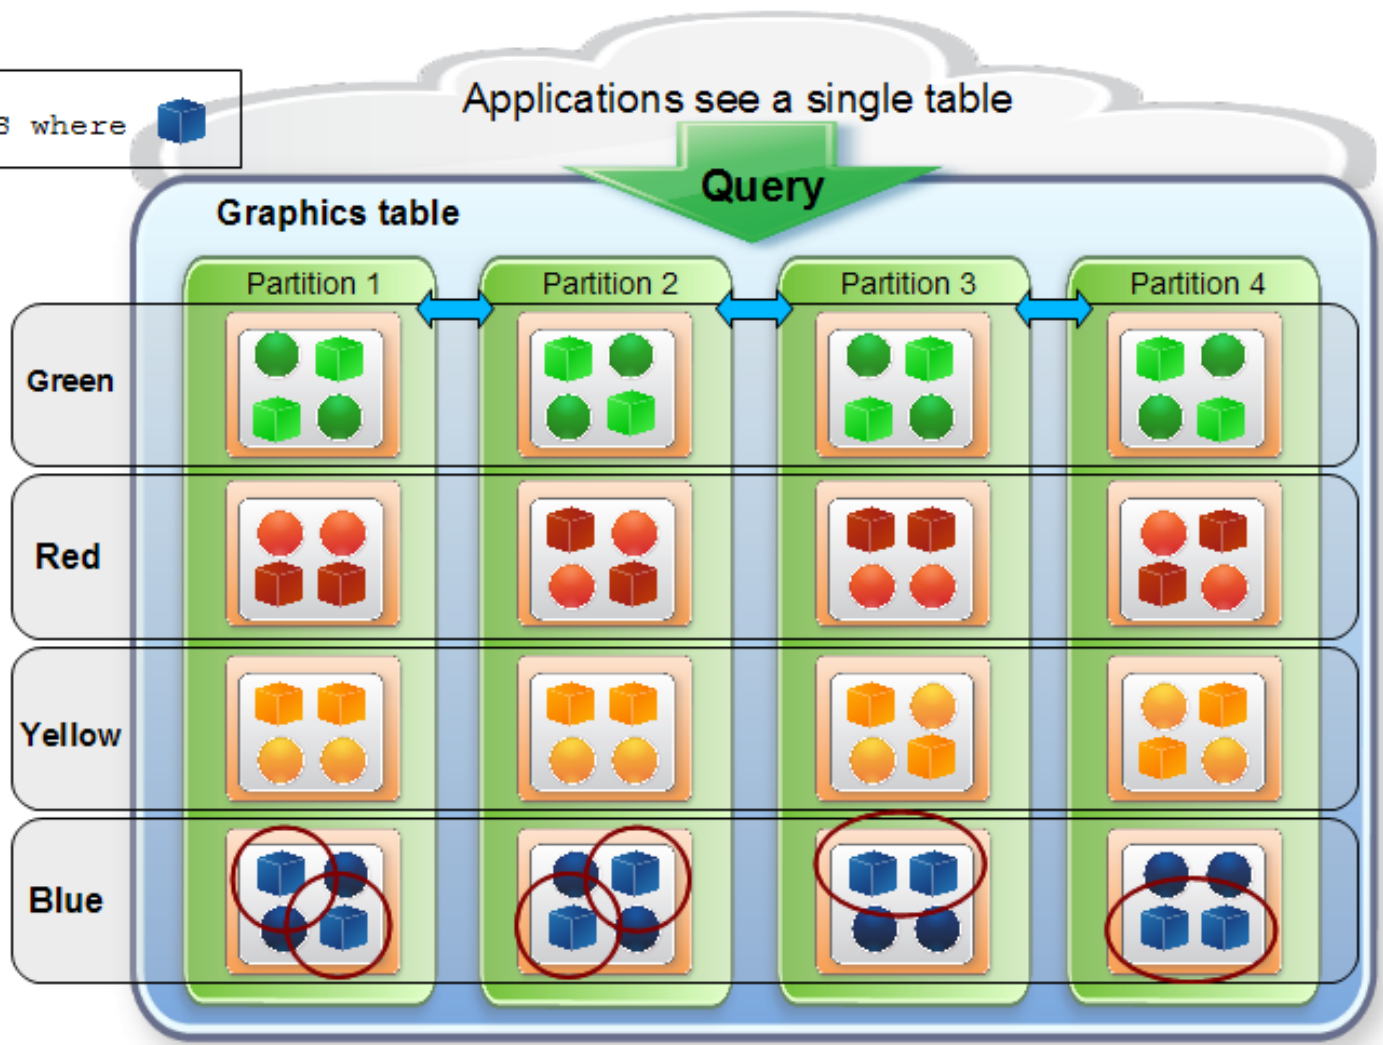 Applications see a single table
where
Query
Graphics table
Partition 1
Partition 2
Partition 3
Partition 4
Green
Red
Yellow
Blue